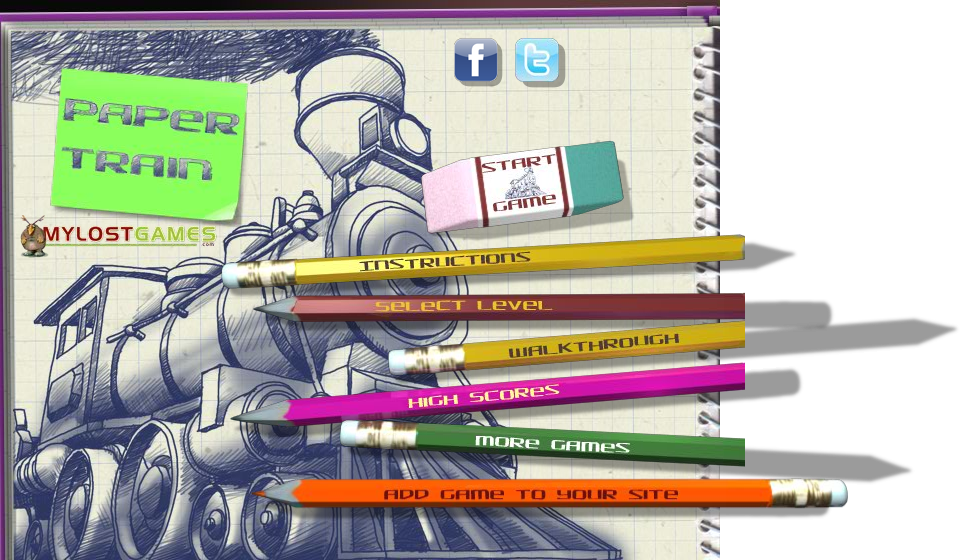 PAPER
TRAIN
MYLOSTGAMES
.com
f
t
START
GAME
INSTRUCTIONS
SELECT LEVEL
WALKTHROUGH
HIGH SCORES
MORE GAMES
ADD GAME TO YOUR SITE